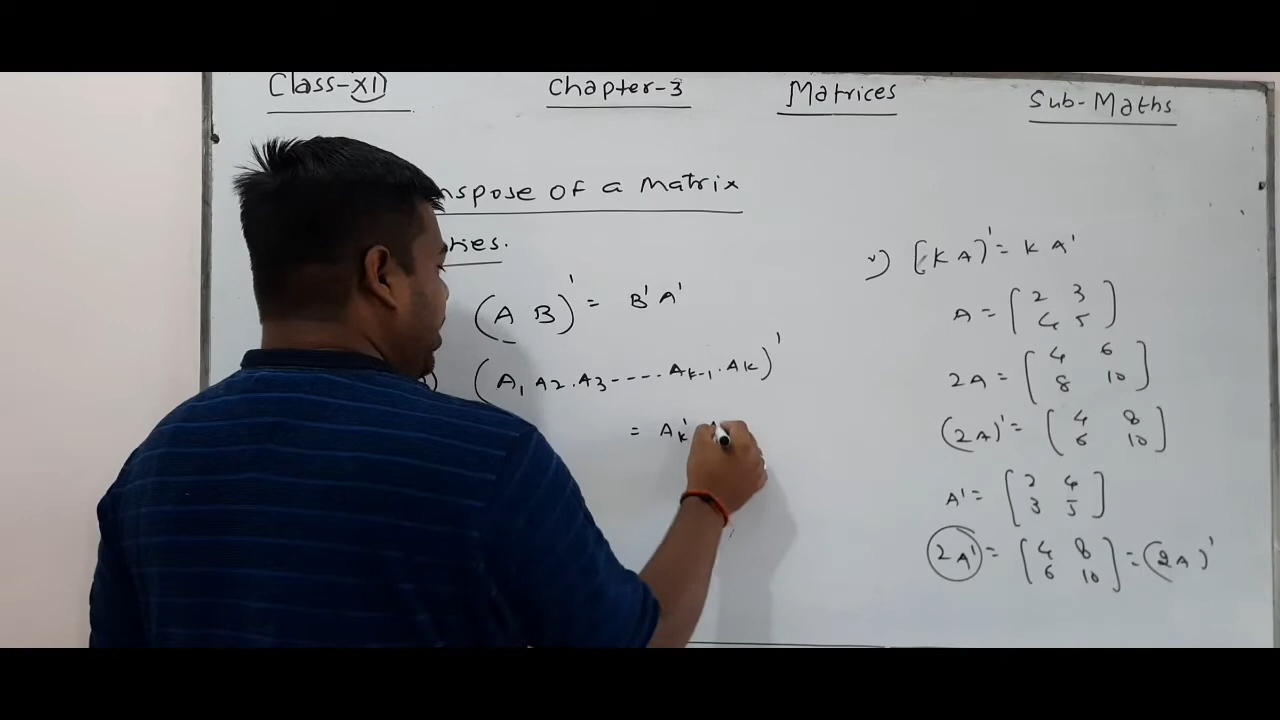 Class-XII Chapter-3 Matrices Sub-Maths
nspose of a Matrix
ties.
(A B)' = B' A'
(A1 A2 . A3 ---- . Ak-1 . Ak)'
= Ak'
v) (kA)' = k A'
A = [2 3
4 5]
2A = [4 6
8 10]
(2A)' = [4 8
6 10]
A' = [2 4
3 5]
2A' = [4 8
6 10] = (2A)'